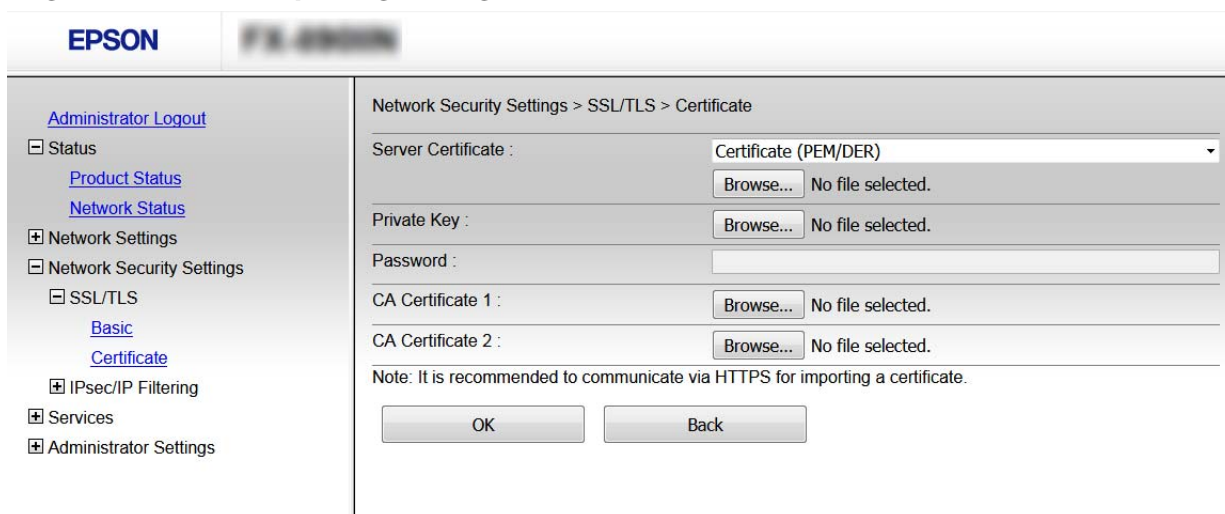 EPSON
Administrator Logout
Status
Product Status
Network Status
Network Settings
Network Security Settings
SSL/TLS
Basic
Certificate
IPsec/IP Filtering
Services
Administrator Settings
Network Security Settings > SSL/TLS > Certificate
Server Certificate : Certificate (PEM/DER)
Browse... No file selected.
Private Key : Browse... No file selected.
Password :
CA Certificate 1 : Browse... No file selected.
CA Certificate 2 : Browse... No file selected.
Note: It is recommended to communicate via HTTPS for importing a certificate.
OK Back